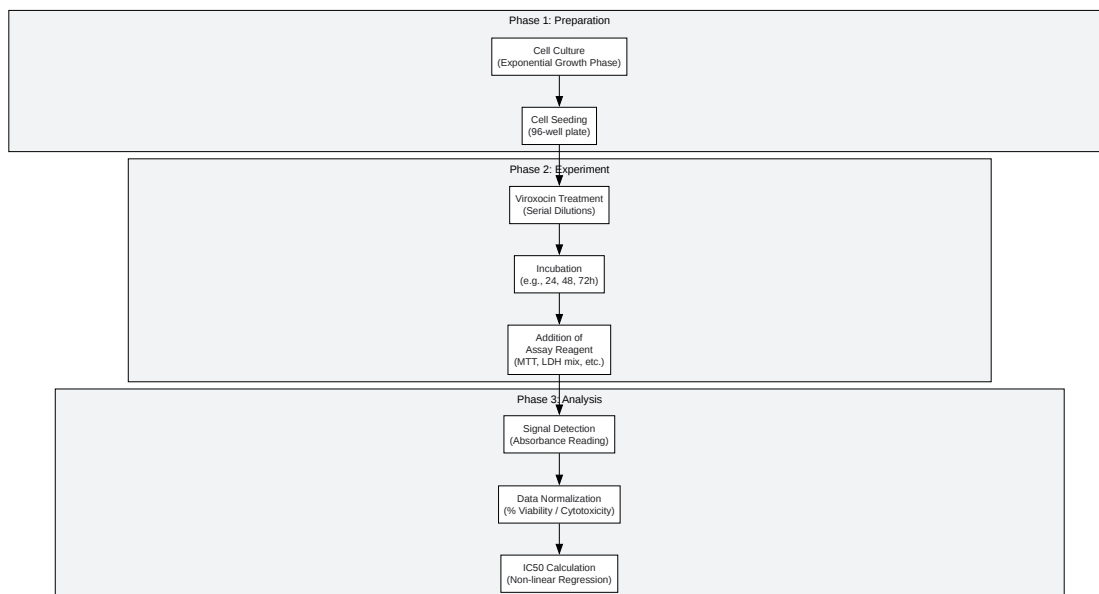 Phase 1: Preparation
Cell Culture
(Exponential Growth Phase)
Cell Seeding
(96-well plate)
Phase 2: Experiment
Viroxocin Treatment
(Serial Dilutions)
Incubation
(e.g., 24, 48, 72h)
Addition of
Assay Reagent
(MTT, LDH mix, etc.)
Phase 3: Analysis
Signal Detection
(Absorbance Reading)
Data Normalization
(% Viability / Cytotoxicity)
IC50 Calculation
(Non-linear Regression)